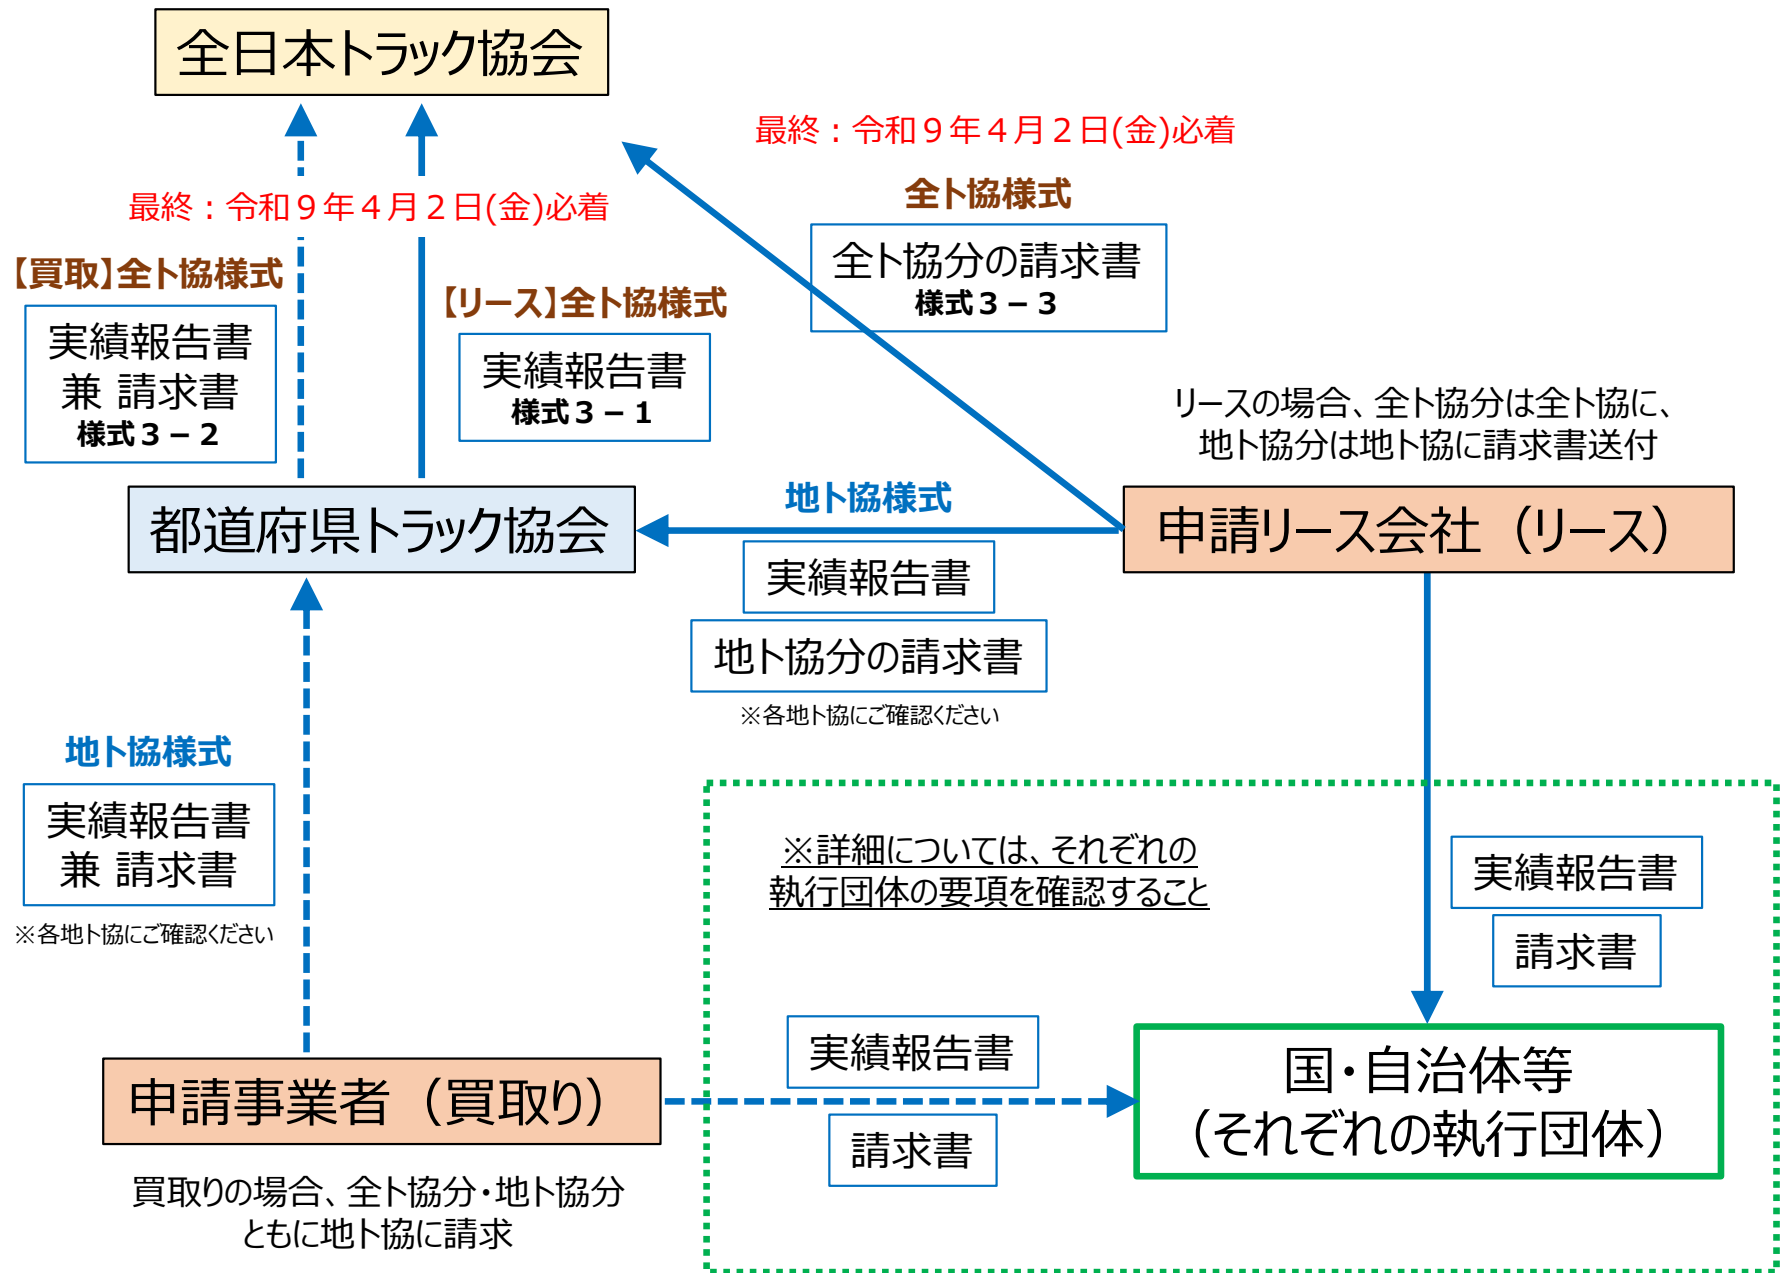 全日本トラック協会
最終：令和９年４月２日(金)必着
最終：令和９年４月２日(金)必着
全ト協様式
全ト協分の請求書
様式３－３
【買取】全ト協様式
実績報告書
兼 請求書
様式３－２
【リース】全ト協様式
実績報告書
様式３－１
リースの場合、全ト協分は全ト協に、
地ト協分は地ト協に請求書送付
都道府県トラック協会
地ト協様式
申請リース会社（リース）
実績報告書
地ト協分の請求書
※各地ト協にご確認ください
地ト協様式
実績報告書
兼 請求書
※各地ト協にご確認ください
※詳細については、それぞれの
執行団体の要項を確認すること
実績報告書
請求書
実績報告書
請求書
国・自治体等
（それぞれの執行団体）
申請事業者（買取り）
買取りの場合、全ト協分・地ト協分
ともに地ト協に請求